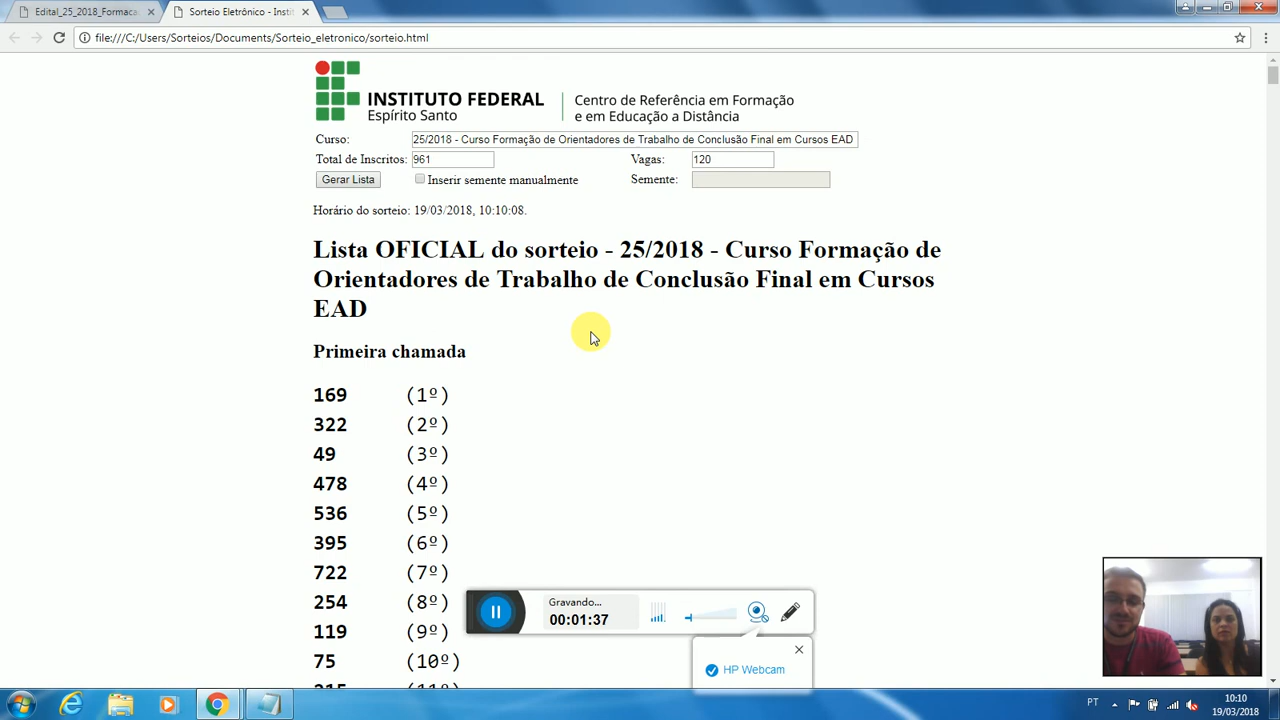 Edital_25_2018_Formaca
Sorteio Eletrônico - Instit
file:///C:/Users/Sorteios/Documents/Sorteio_eletronico/sorteio.html
INSTITUTO FEDERAL
Espírito Santo
Centro de Referência em Formação
e em Educação a Distância
Curso: 25/2018 - Curso Formação de Orientadores de Trabalho de Conclusão Final em Cursos EAD
Total de Inscritos: 961 Vagas: 120
Gerar Lista Inserir semente manualmente Semente:
Horário do sorteio: 19/03/2018, 10:10:08.
Lista OFICIAL do sorteio - 25/2018 - Curso Formação de
Orientadores de Trabalho de Conclusão Final em Cursos
EAD
Primeira chamada
169 (1º)
322 (2º)
49 (3º)
478 (4º)
536 (5º)
395 (6º)
722 (7º)
254 (8º)
119 (9º)
75 (10º)
Gravando...
00:01:37
HP Webcam
PT
10:10
19/03/2018